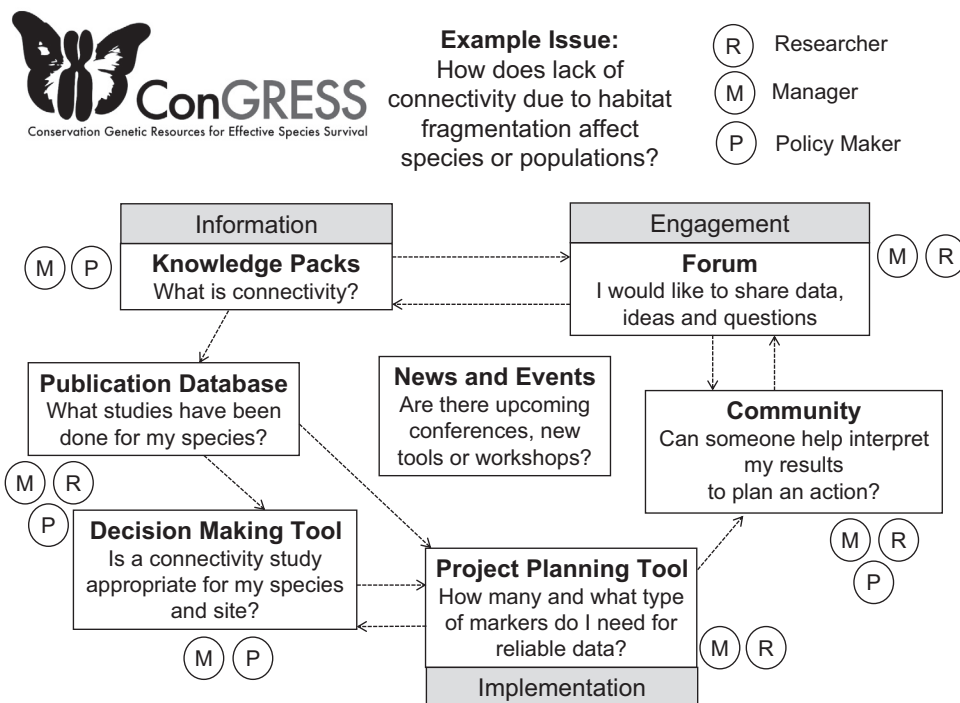 ConGRESS
Conservation Genetic Resources for Effective Species Survival
Example Issue:
How does lack of
connectivity due to habitat
fragmentation affect
species or populations?
R Researcher
M Manager
P Policy Maker
Information
Knowledge Packs
What is connectivity?
M P
Engagement
Forum
I would like to share data,
ideas and questions
M R
Publication Database
What studies have been
done for my species?
M R
P
News and Events
Are there upcoming
conferences, new
tools or workshops?
Community
Can someone help interpret
my results
to plan an action?
M R
P
Decision Making Tool
Is a connectivity study
appropriate for my species
and site?
M P
Project Planning Tool
How many and what type
of markers do I need for
reliable data?
M R
Implementation